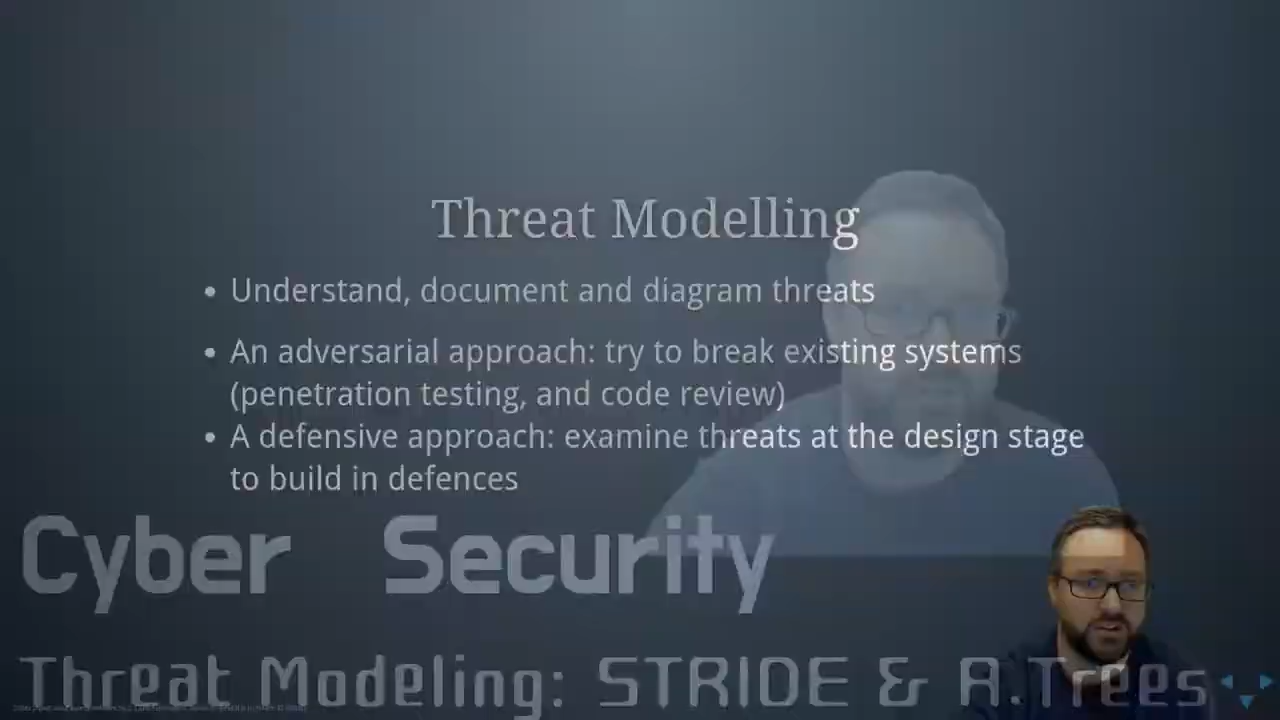 Threat Modelling
• Understand, document and diagram threats
• An adversarial approach: try to break existing systems
(penetration testing, and code review)
• A defensive approach: examine threats at the design stage
to build in defences
Cyber Security
Threat Modeling: STRIDE & A.Trees